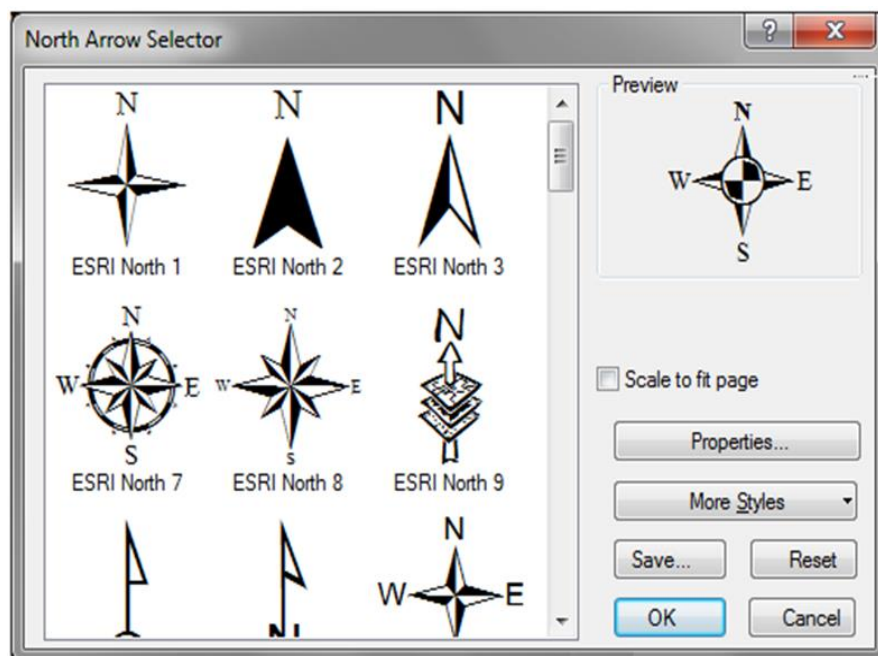 North Arrow Selector
?
X
N
N
N
ESRI North 1
ESRI North 2
ESRI North 3
N
W
E
S
ESRI North 7
N
W
E
S
ESRI North 8
N
ESRI North 9
N
N
W
E
Preview
N
W
E
S
Scale to fit page
Properties...
More Styles
Save...
Reset
OK
Cancel